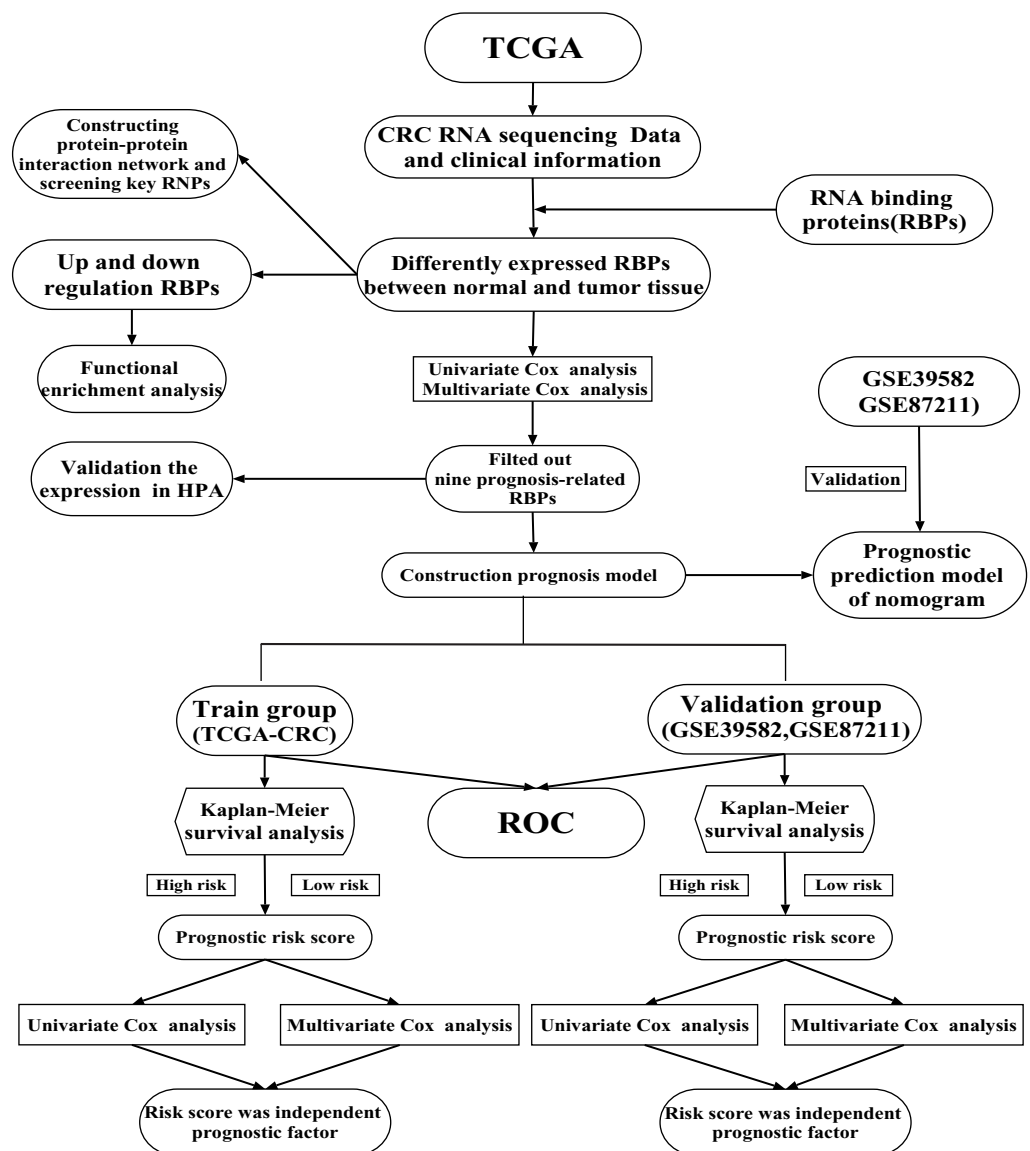 TCGA
CRC RNA sequencing Data
and clinical information
Constructing
protein-protein
interaction network and
screening key RNPs
RNA binding
proteins(RBPs)
Up and down
regulation RBPs
Differently expressed RBPs
between normal and tumor tissue
Functional
enrichment analysis
Univariate Cox analysis
Multivariate Cox analysis
GSE39582
GSE87211)
Validation the
expression in HPA
Filted out
nine prognosis-related
RBPs
Validation
Construction prognosis model
Prognostic
prediction model
of nomogram
Train group
(TCGA-CRC)
Validation group
(GSE39582,GSE87211)
Kaplan-Meier
survival analysis
ROC
Kaplan-Meier
survival analysis
High risk
Low risk
High risk
Low risk
Prognostic risk score
Prognostic risk score
Univariate Cox analysis
Multivariate Cox analysis
Univariate Cox analysis
Multivariate Cox analysis
Risk score was independent
prognostic factor
Risk score was independent
prognostic factor